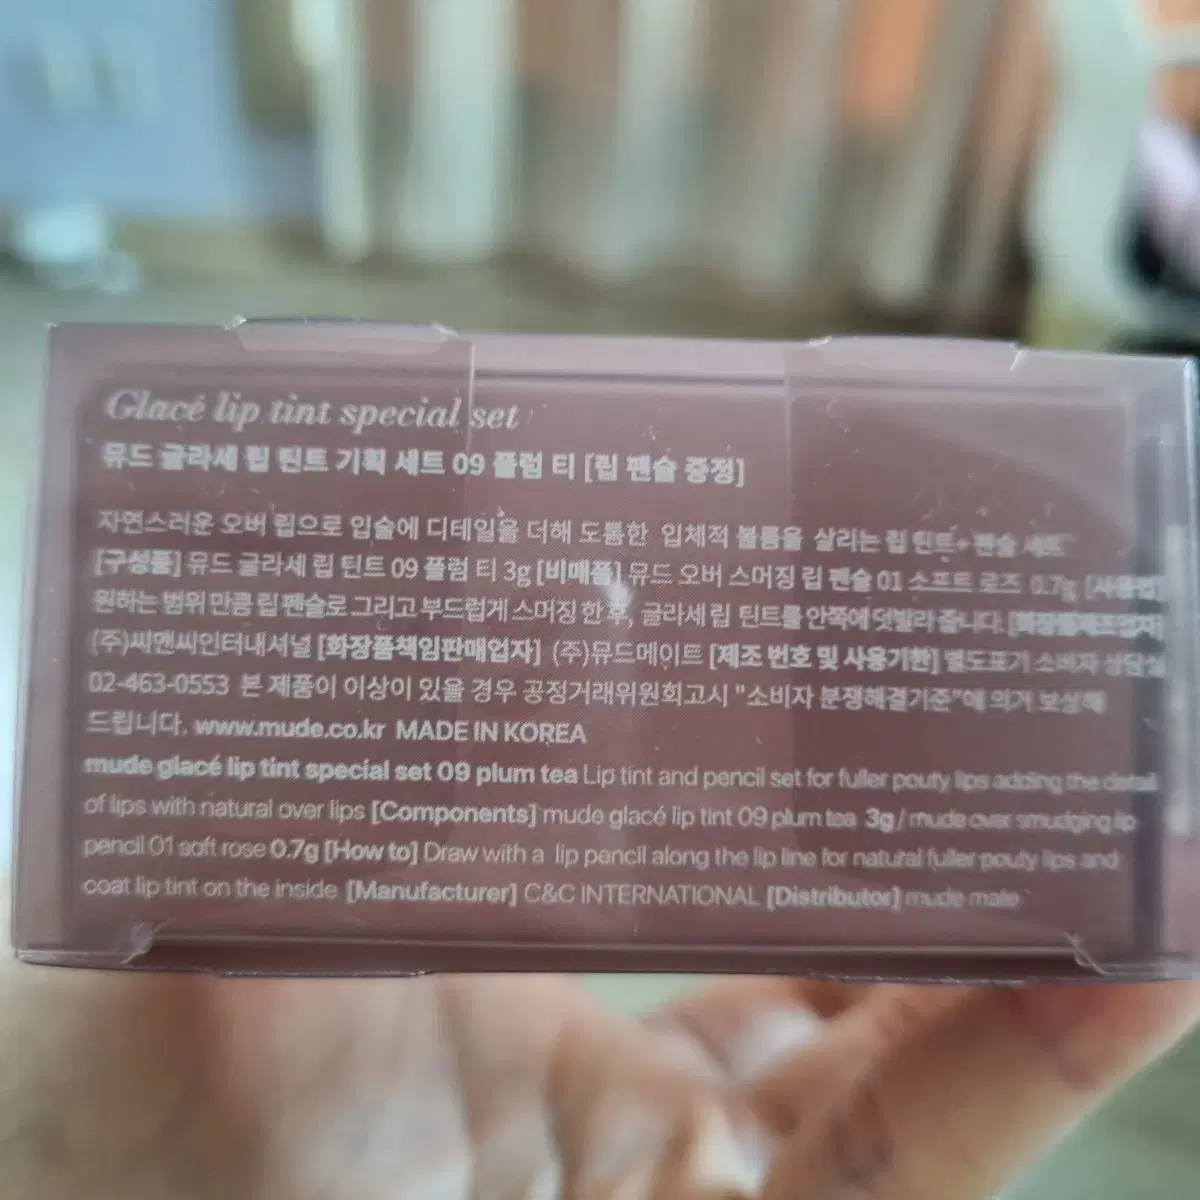 Glacé lip tint special set
뮤드 글라세 립 틴트 기획 세트 09 플럼 티 [립 펜슬 증정]
자연스러운 오버 립으로 입술에 디테일을 더해 도톰한 입체적 볼륨을 살리는 립 틴트+ 펜슬 세트
[구성품] 뮤드 글라세 립 틴트 09 플럼 티 3g [비매품] 뮤드 오버 스머징 립 펜슬 01 소프트 로즈 0.7g [사용법]
원하는 범위 만큼 립 펜슬로 그리고 부드럽게 스머징 한 후, 글라세 립 틴트를 안쪽에 덧발라 줍니다. [화장품제조업자]
(주)씨앤씨인터내셔널 [화장품책임판매업자] (주)뮤드메이트 [제조 번호 및 사용기한] 별도표기 소비자 상담실
02-463-0553 본 제품이 이상이 있을 경우 공정거래위원회고시 "소비자 분쟁해결기준"에 의거 보상해
드립니다. www.mude.co.kr MADE IN KOREA
mude glacé lip tint special set 09 plum tea Lip tint and pencil set for fuller pouty lips adding the detail
of lips with natural over lips [Components] mude glacé lip tint 09 plum tea 3g / mude over smudging lip
pencil 01 soft rose 0.7g [How to] Draw with a lip pencil along the lip line for natural fuller pouty lips and
coat lip tint on the inside [Manufacturer] C&C INTERNATIONAL [Distributor] mude mate